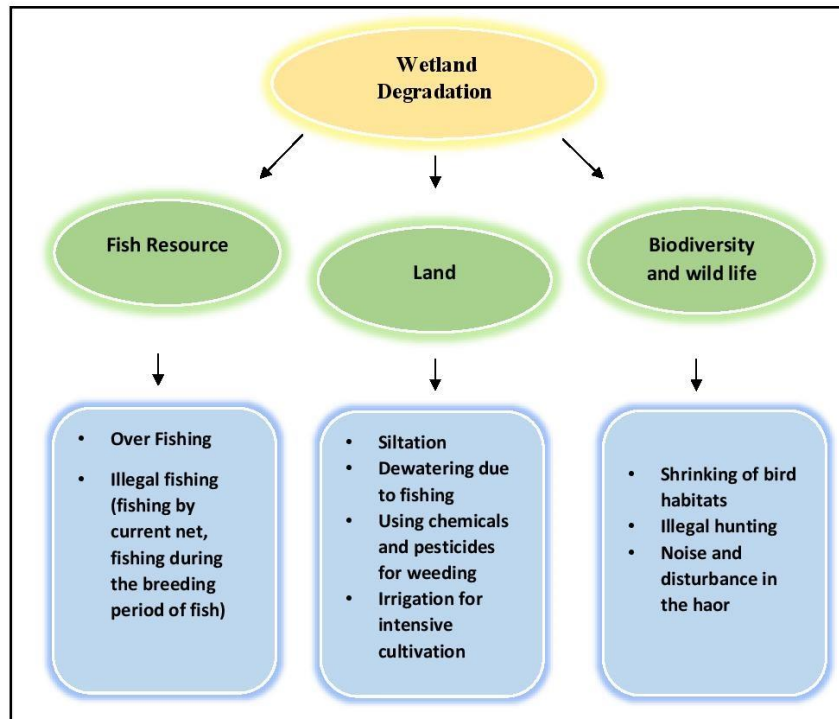 Wetland
Degradation
Fish Resource
Land
Biodiversity
and wild life
• Over Fishing
• Illegal fishing
(fishing by
current net,
fishing during
the breeding
period of fish)
• Siltation
• Dewatering due
to fishing
• Using chemicals
and pesticides
for weeding
• Irrigation for
intensive
cultivation
• Shrinking of bird
habitats
• Illegal hunting
• Noise and
disturbance in
the haor